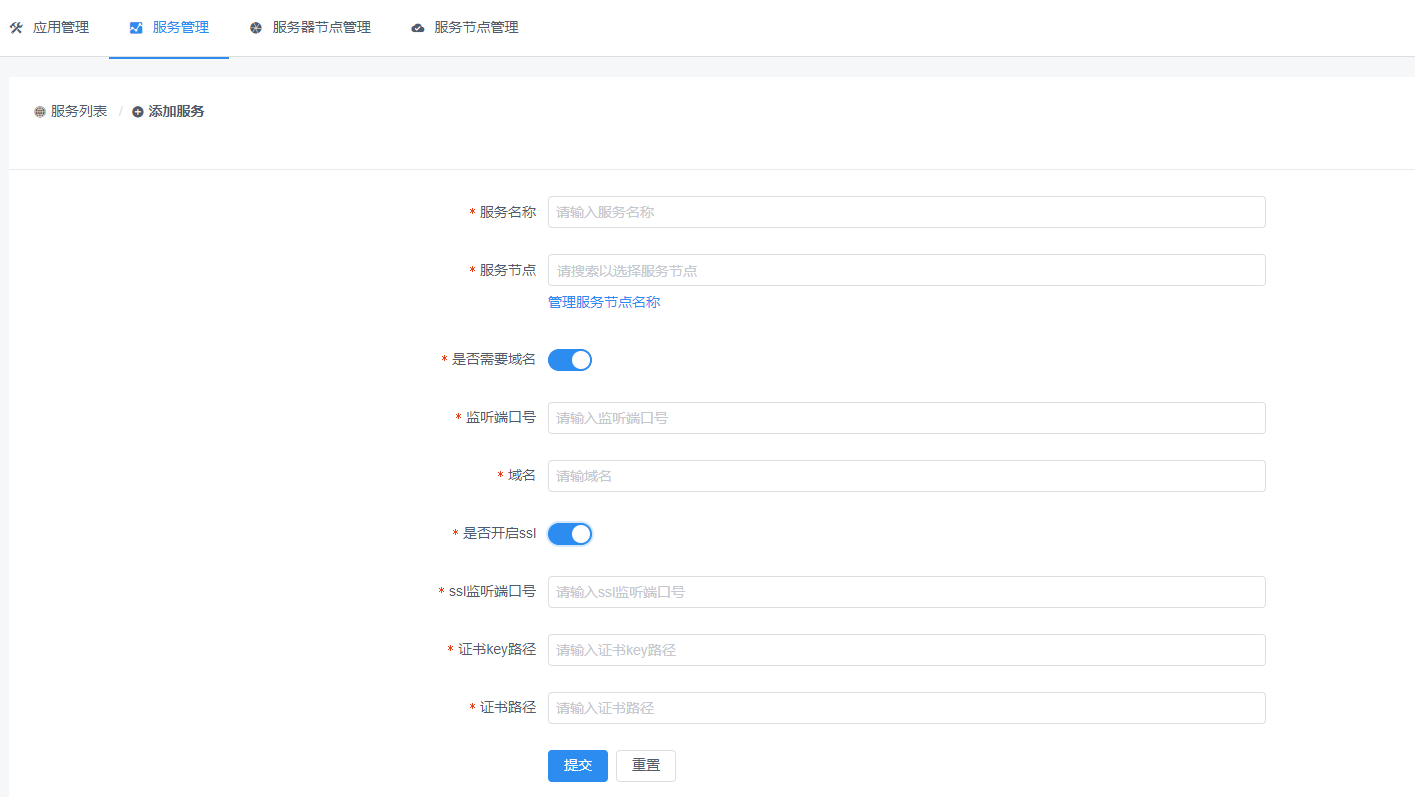 应用管理 服务管理 服务器节点管理 服务节点管理
服务列表 / 添加服务
* 服务名称 请输入服务名称
* 服务节点 请搜索以选择服务节点
管理服务节点名称
* 是否需要域名
* 监听端口号 请输入监听端口号
* 域名 请输域名
* 是否开启ssl
* ssl监听端口号 请输入ssl监听端口号
* 证书key路径 请输入证书key路径
* 证书路径 请输入证书路径
提交 重置